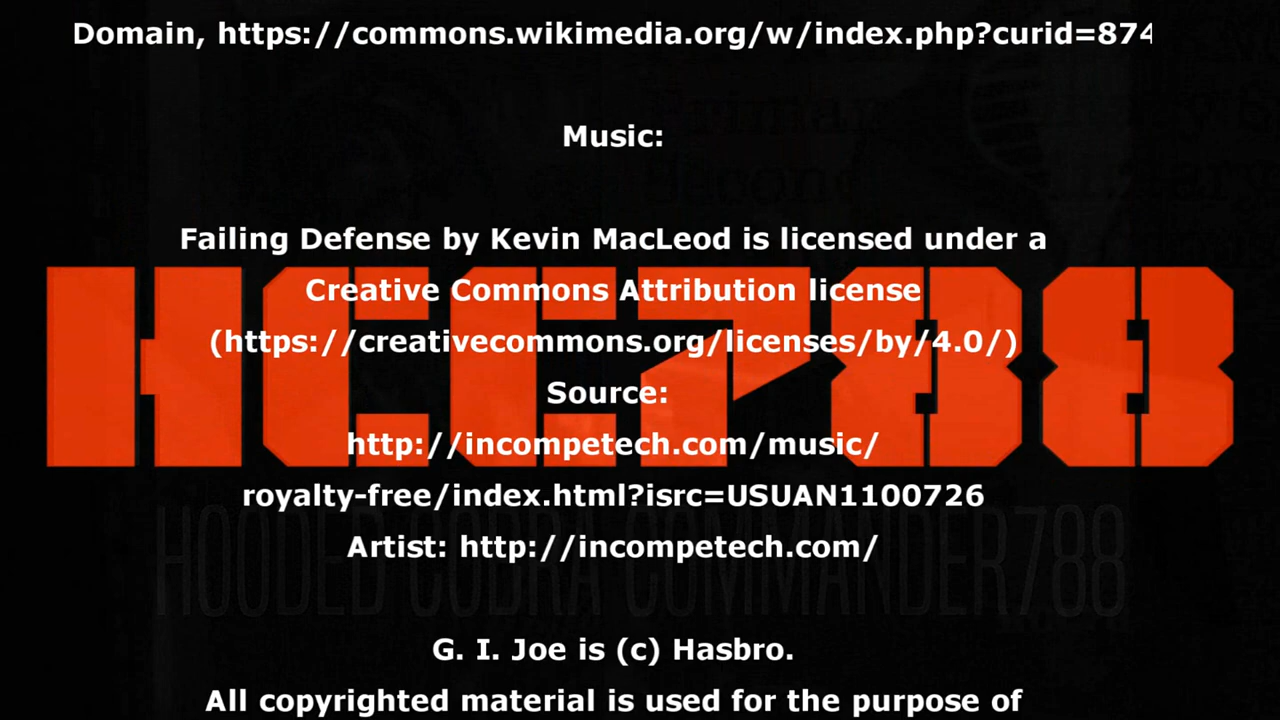 Domain, https://commons.wikimedia.org/w/index.php?curid=874
Music:
Failing Defense by Kevin MacLeod is licensed under a
Creative Commons Attribution license
(https://creativecommons.org/licenses/by/4.0/)
HCC788
Source:
http://incompetech.com/music/
royalty-free/index.html?isrc=USUAN1100726
Artist: http://incompetech.com/
HOODED COBRA COMMANDER788
G. I. Joe is (c) Hasbro.
All copyrighted material is used for the purpose of